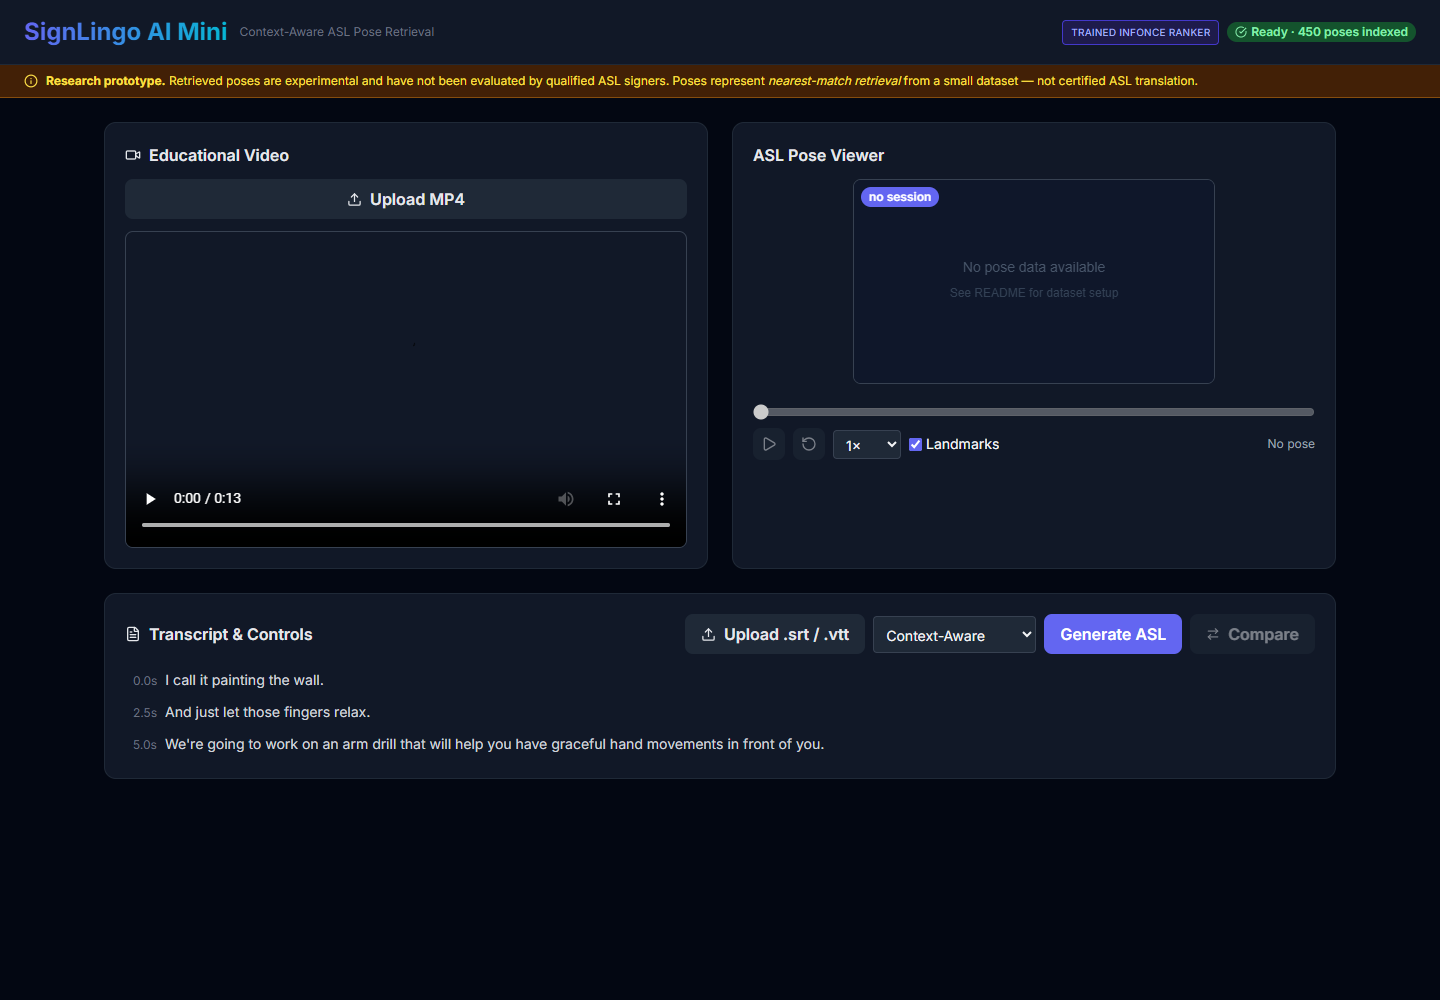 SignLingo AI Mini Context-Aware ASL Pose Retrieval TRAINED INFONCE RANKER Ready · 450 poses indexed
Research prototype. Retrieved poses are experimental and have not been evaluated by qualified ASL signers. Poses represent nearest-match retrieval from a small dataset — not certified ASL translation.
Educational Video
Upload MP4
0:00 / 0:13
ASL Pose Viewer
no session
No pose data available
See README for dataset setup
1× Landmarks No pose
Transcript & Controls Upload .srt / .vtt Context-Aware Generate ASL Compare
0.0s I call it painting the wall.
2.5s And just let those fingers relax.
5.0s We're going to work on an arm drill that will help you have graceful hand movements in front of you.